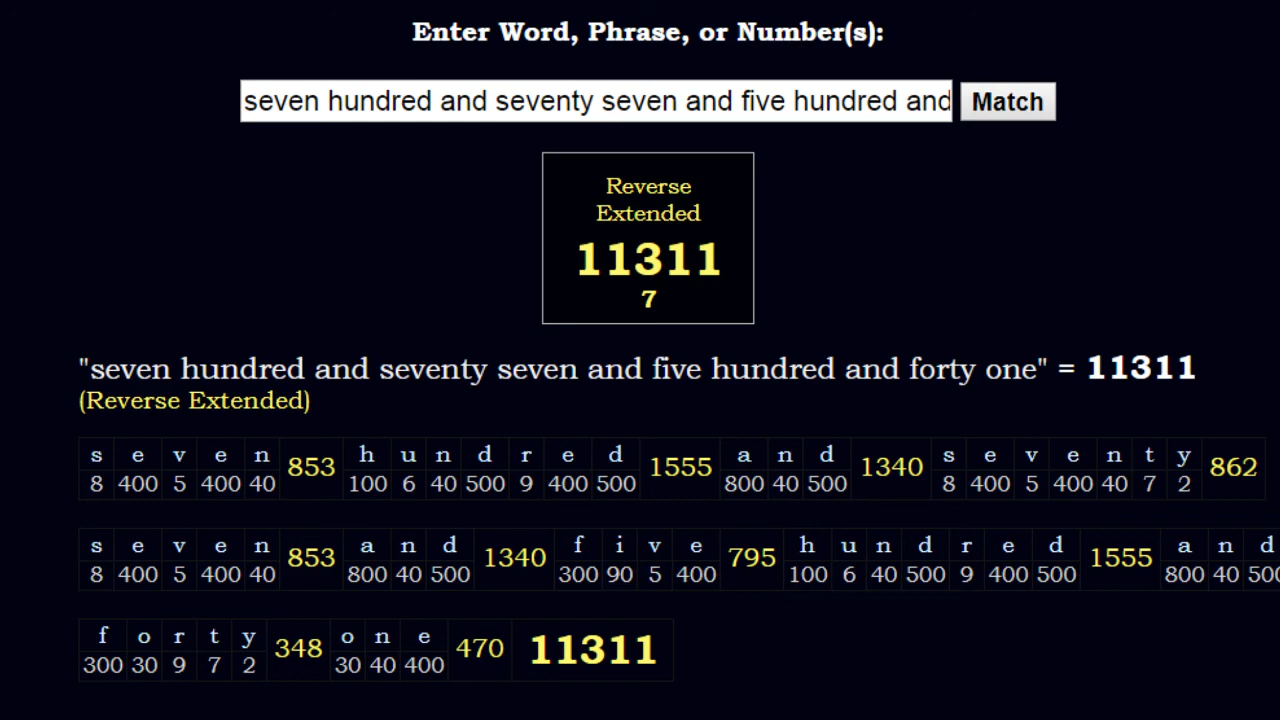 Enter Word, Phrase, or Number(s):
seven hundred and seventy seven and five hundred and
Match
Reverse
Extended
11311
7
"seven hundred and seventy seven and five hundred and forty one" = 11311
(Reverse Extended)
s e v e n 853 h u n d r e d 1555 a n d 1340 s e v e n t y 862
8 400 5 400 40 100 6 40 500 9 400 500 800 40 500 8 400 5 400 40 7 2
s e v e n 853 a n d 1340 f i v e 795 h u n d r e d 1555 a n d
8 400 5 400 40 800 40 500 300 90 5 400 100 6 40 500 9 400 500 800 40 500
f o r t y 348 o n e 470 11311
300 30 9 7 2 30 40 400